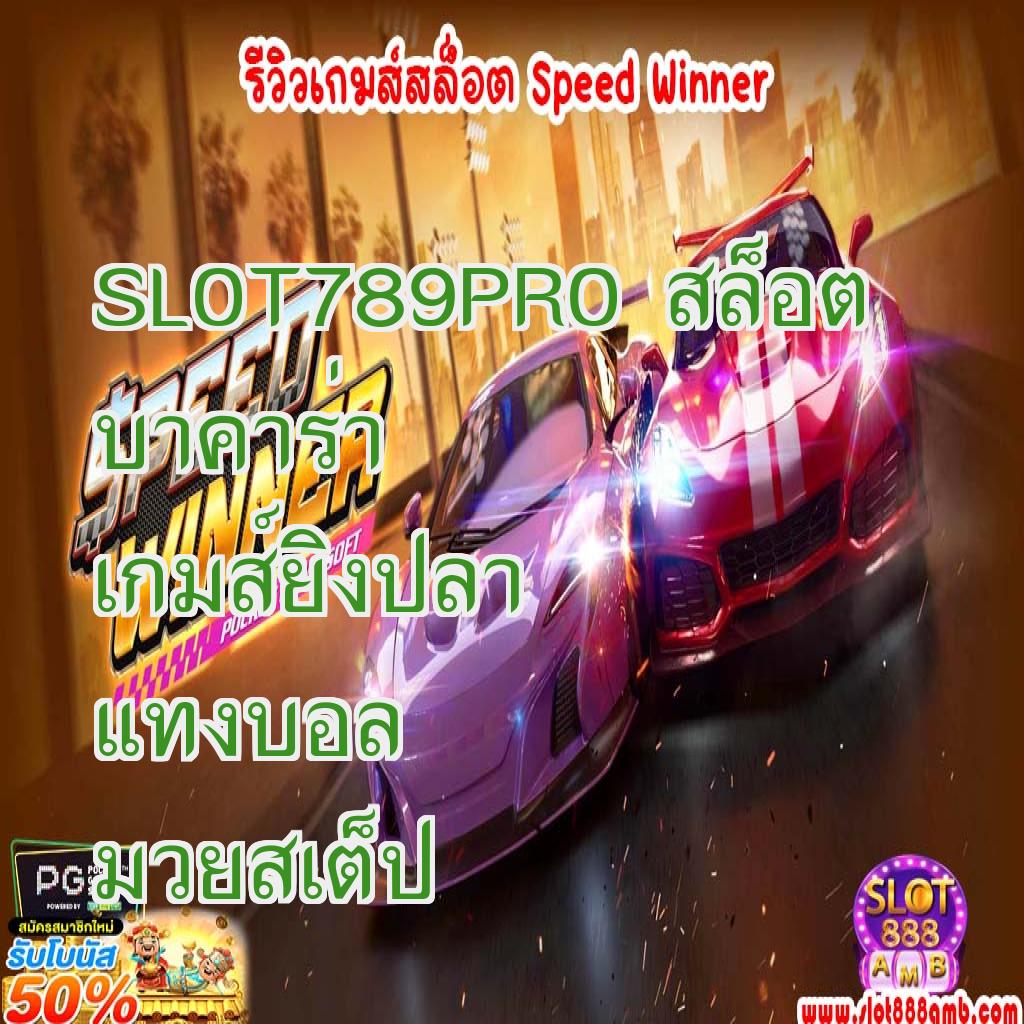 รีวิวเกมส์สล็อต Speed Winner
SLOT789PRO สล็อต
SPEED
บาคาร่า
WINNER
เกมส์ยิงปลา
แทงบอล
มวยสเต็ป
PG
POWERED BY
สมัครสมาชิกใหม่
รับโบนัส
50%
SLOT
888
AMB
www.slot888amb.com